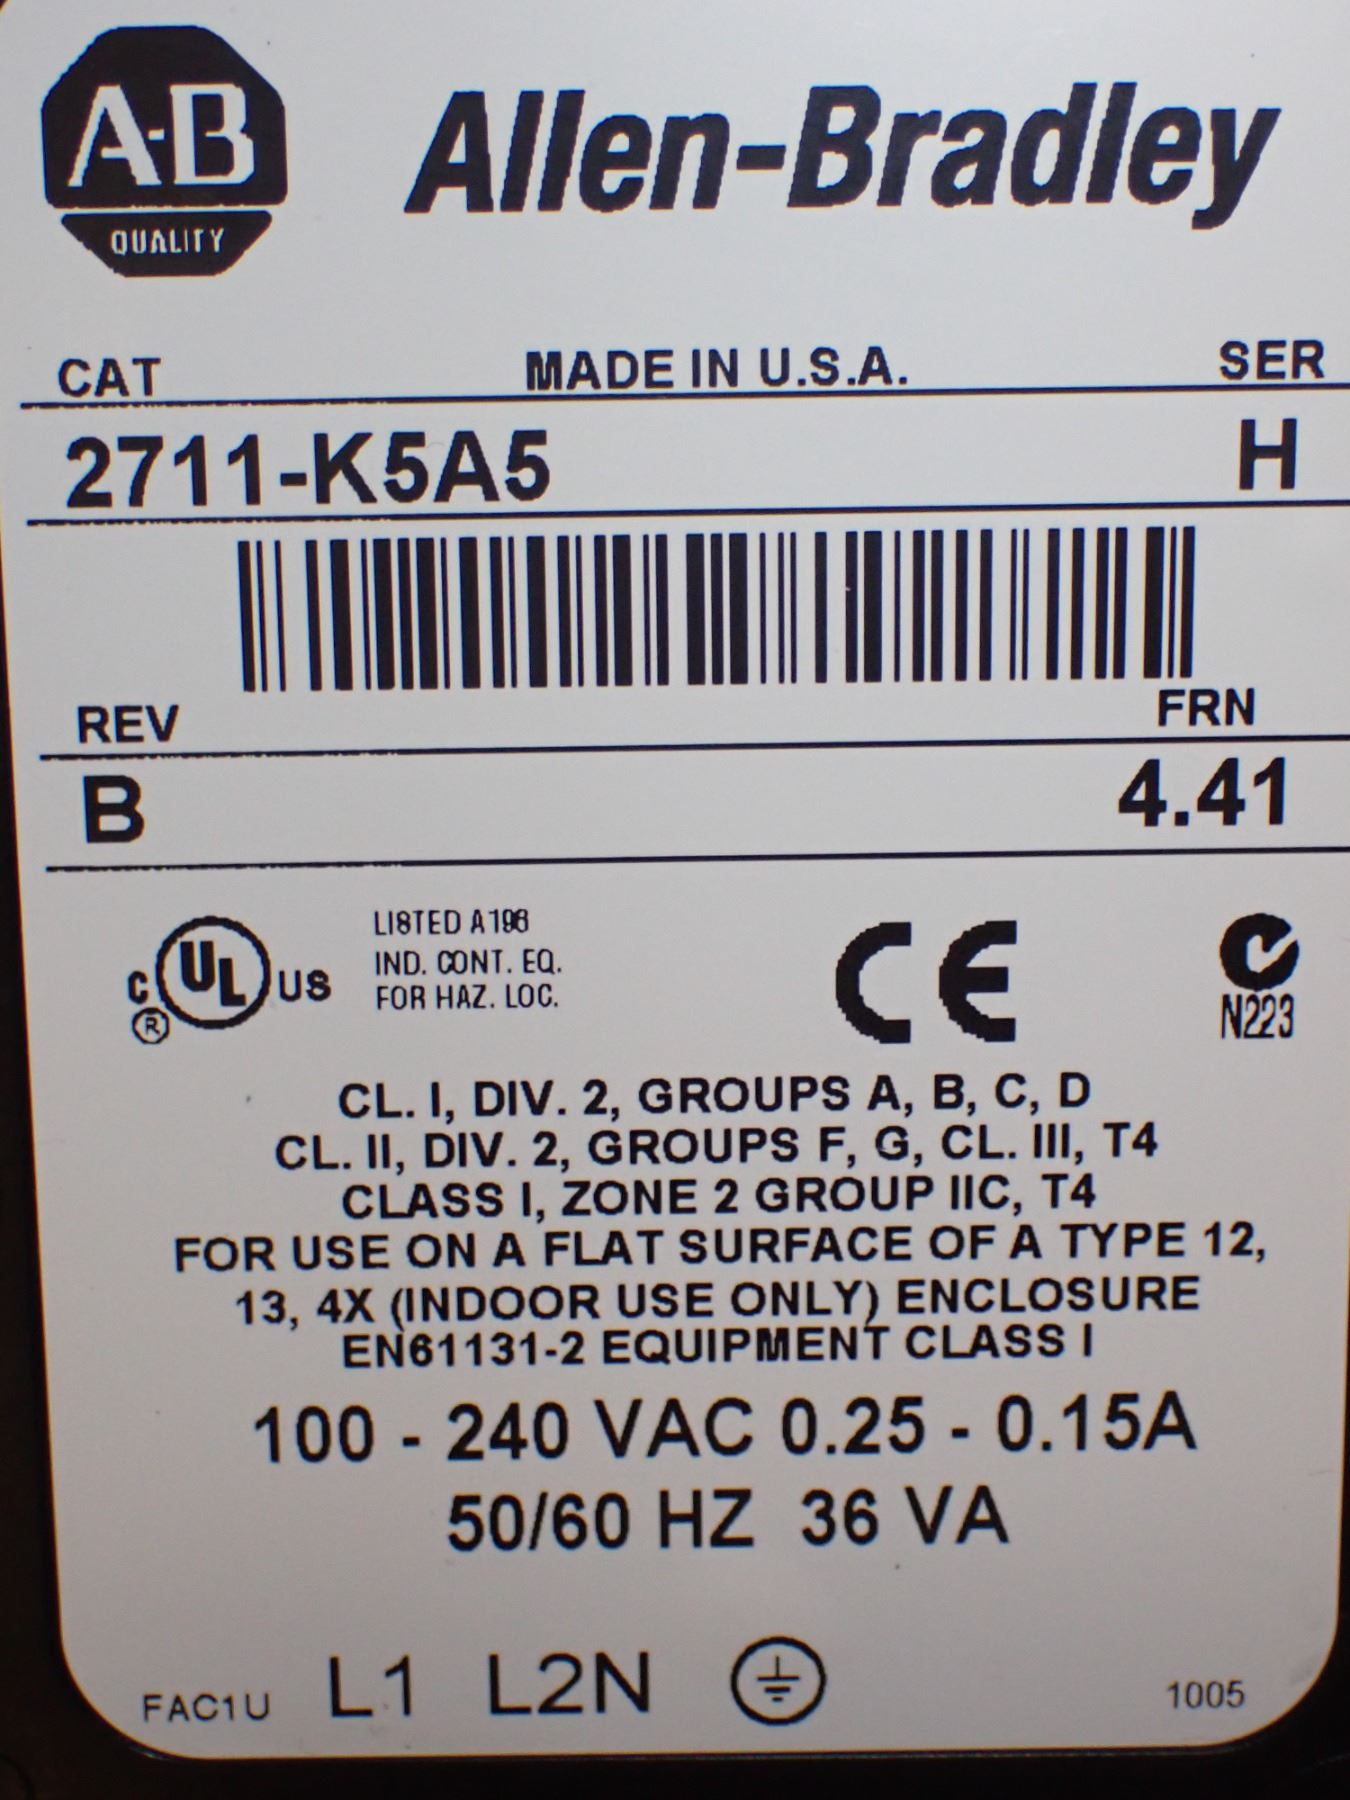 A-B
QUALITY
Allen-Bradley
CAT MADE IN U.S.A. SER
2711-K5A5 H
REV FRN
B 4.41
C UL US
®
LISTED A196
IND. CONT. EQ.
FOR HAZ. LOC.
CE
N223
CL. I, DIV. 2, GROUPS A, B, C, D
CL. II, DIV. 2, GROUPS F, G, CL. III, T4
CLASS I, ZONE 2 GROUP IIC, T4
FOR USE ON A FLAT SURFACE OF A TYPE 12,
13, 4X (INDOOR USE ONLY) ENCLOSURE
EN61131-2 EQUIPMENT CLASS I
100 - 240 VAC 0.25 - 0.15A
50/60 HZ 36 VA
FAC1U L1 L2N 1005